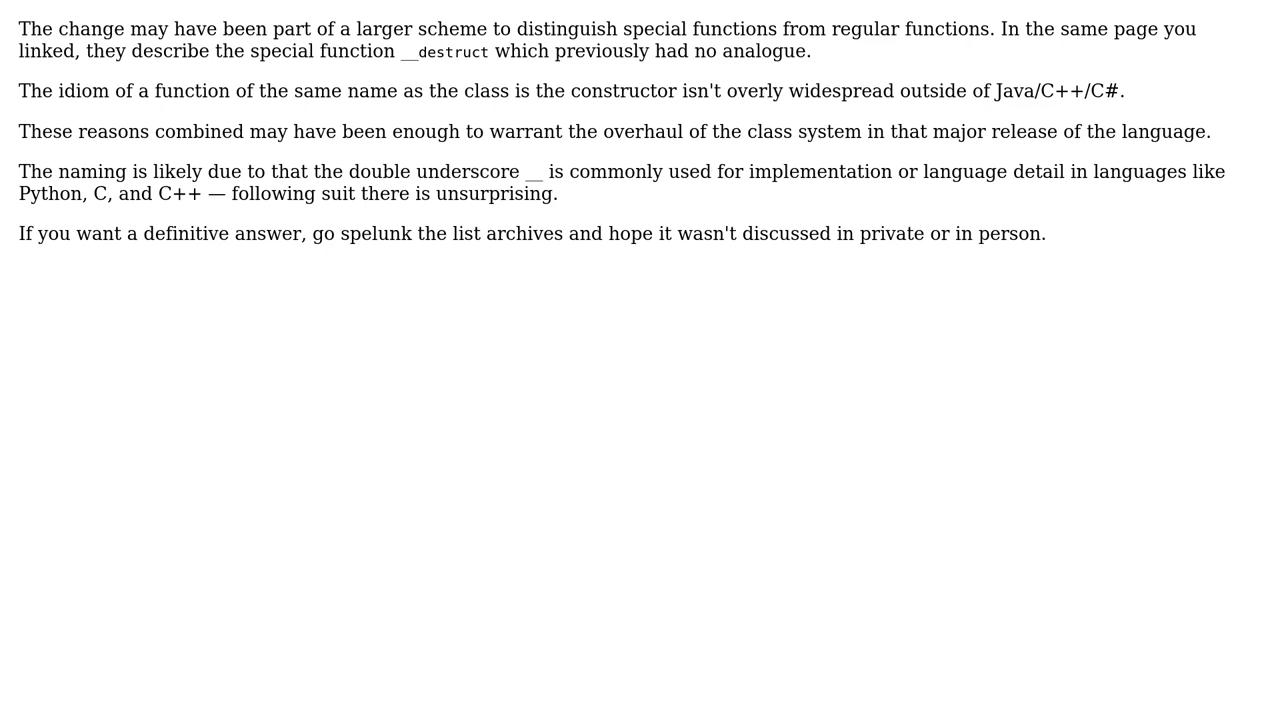 The change may have been part of a larger scheme to distinguish special functions from regular functions. In the same page you
linked, they describe the special function __destruct which previously had no analogue.
The idiom of a function of the same name as the class is the constructor isn't overly widespread outside of Java/C++/C#.
These reasons combined may have been enough to warrant the overhaul of the class system in that major release of the language.
The naming is likely due to that the double underscore __ is commonly used for implementation or language detail in languages like
Python, C, and C++ — following suit there is unsurprising.
If you want a definitive answer, go spelunk the list archives and hope it wasn't discussed in private or in person.